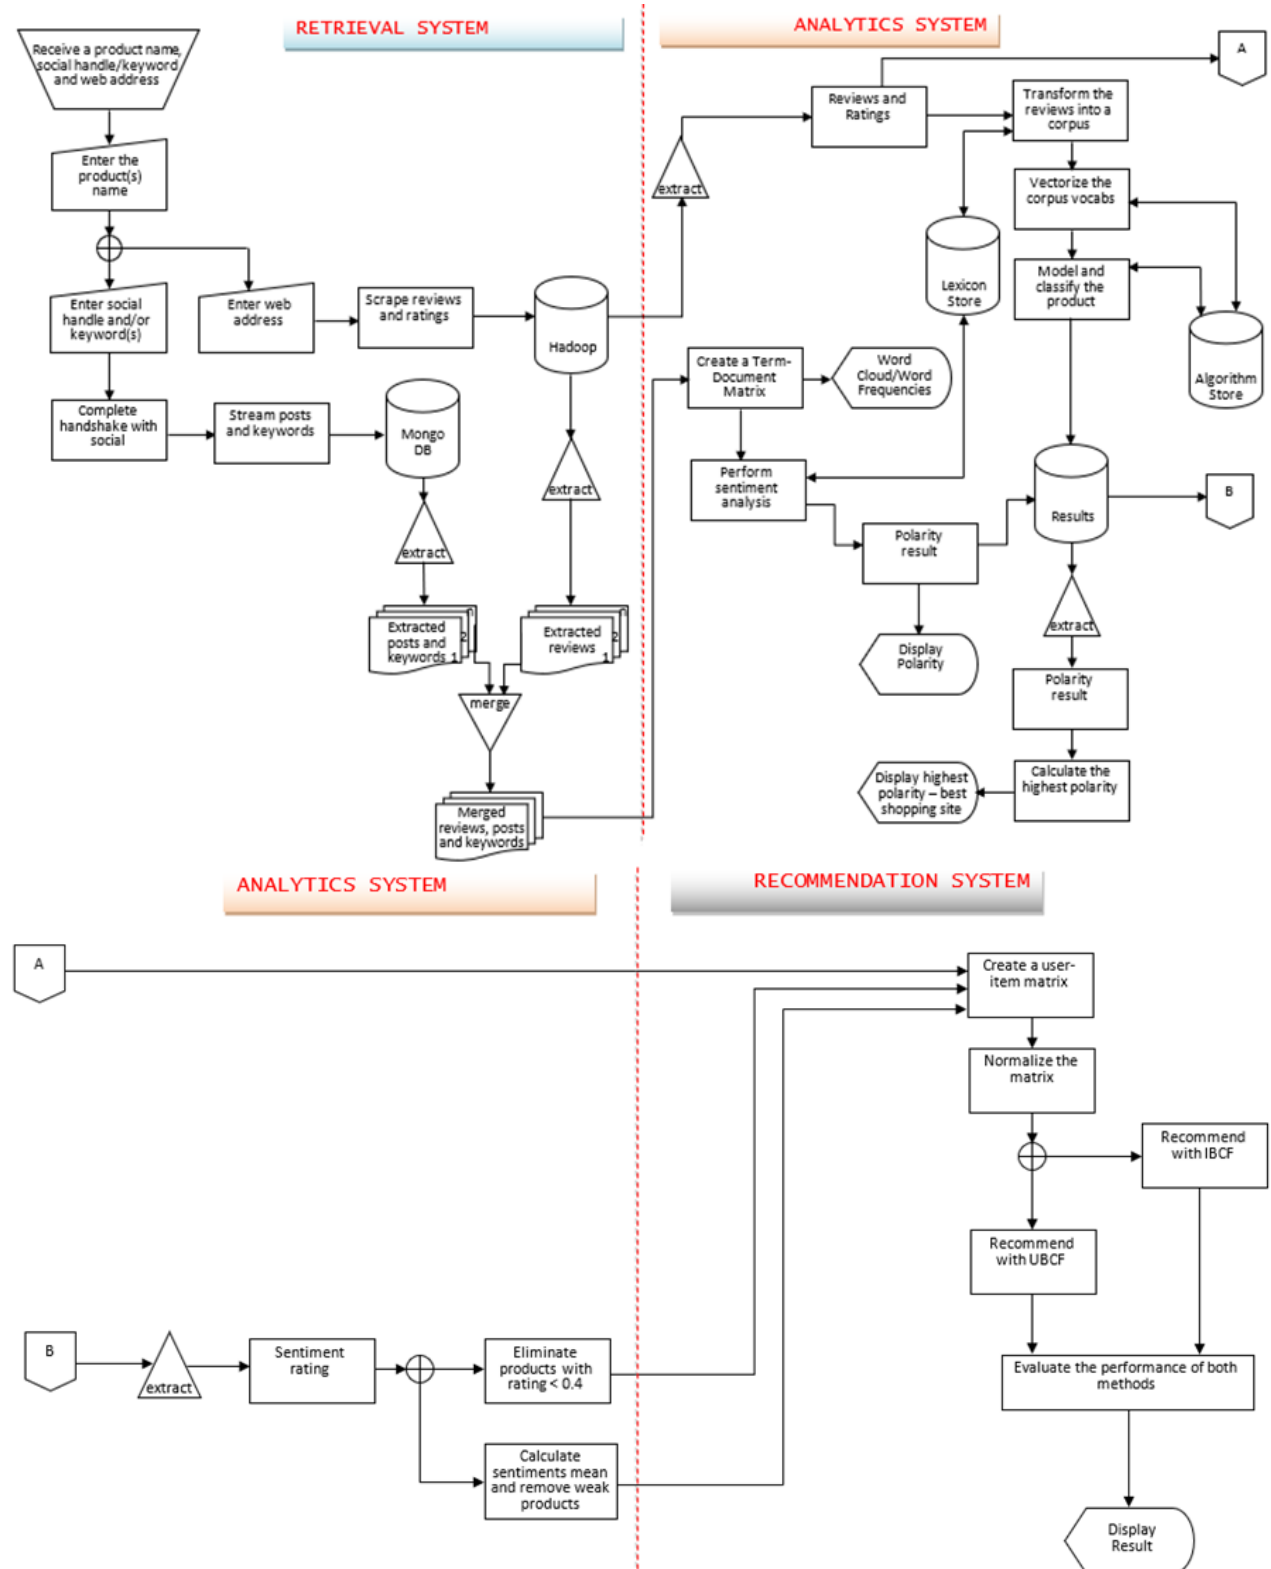 RETRIEVAL SYSTEM
ANALYTICS SYSTEM
Receive a product name,
social handle/keyword
and web address
Enter the
product(s)
name
Enter social
handle and/or
keyword(s)
Enter web
address
Scrape reviews
and ratings
Hadoop
Complete
handshake with
social
Stream posts
and keywords
Mongo
DB
extract
extract
Extracted
posts and
keywords 1
2
n
Extracted
reviews
1
2
n
merge
Merged
reviews, posts
and keywords
extract
Reviews and
Ratings
A
Transform the
reviews into a
corpus
Vectorize the
corpus vocabs
Model and
classify the
product
Lexicon
Store
Algorithm
Store
Create a Term-
Document
Matrix
Word
Cloud/Word
Frequencies
Perform
sentiment
analysis
Polarity
result
Display
Polarity
Results
B
extract
Polarity
result
Calculate the
highest polarity
Display highest
polarity – best
shopping site
ANALYTICS SYSTEM
RECOMMENDATION SYSTEM
A
Create a user-
item matrix
Normalize the
matrix
Recommend
with IBCF
Recommend
with UBCF
B
extract
Sentiment
rating
Eliminate
products with
rating < 0.4
Calculate
sentiments mean
and remove weak
products
Evaluate the performance of both
methods
Display
Result